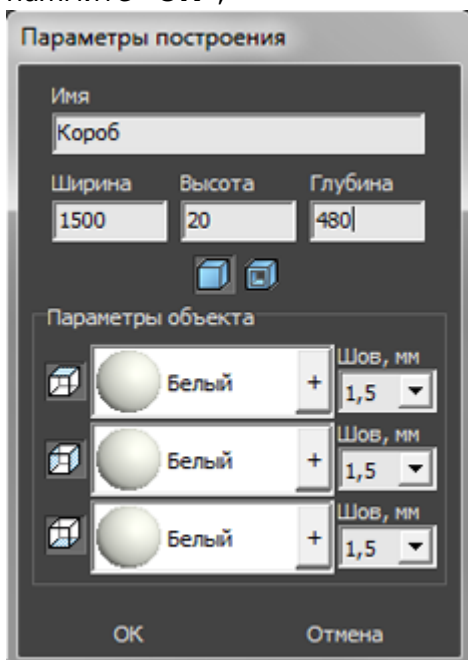 Параметры построения
Имя
Короб
Ширина Высота Глубина
1500 20 480
Параметры объекта
Шов, мм
Белый + 1,5
Шов, мм
Белый + 1,5
Шов, мм
Белый + 1,5
OK Отмена